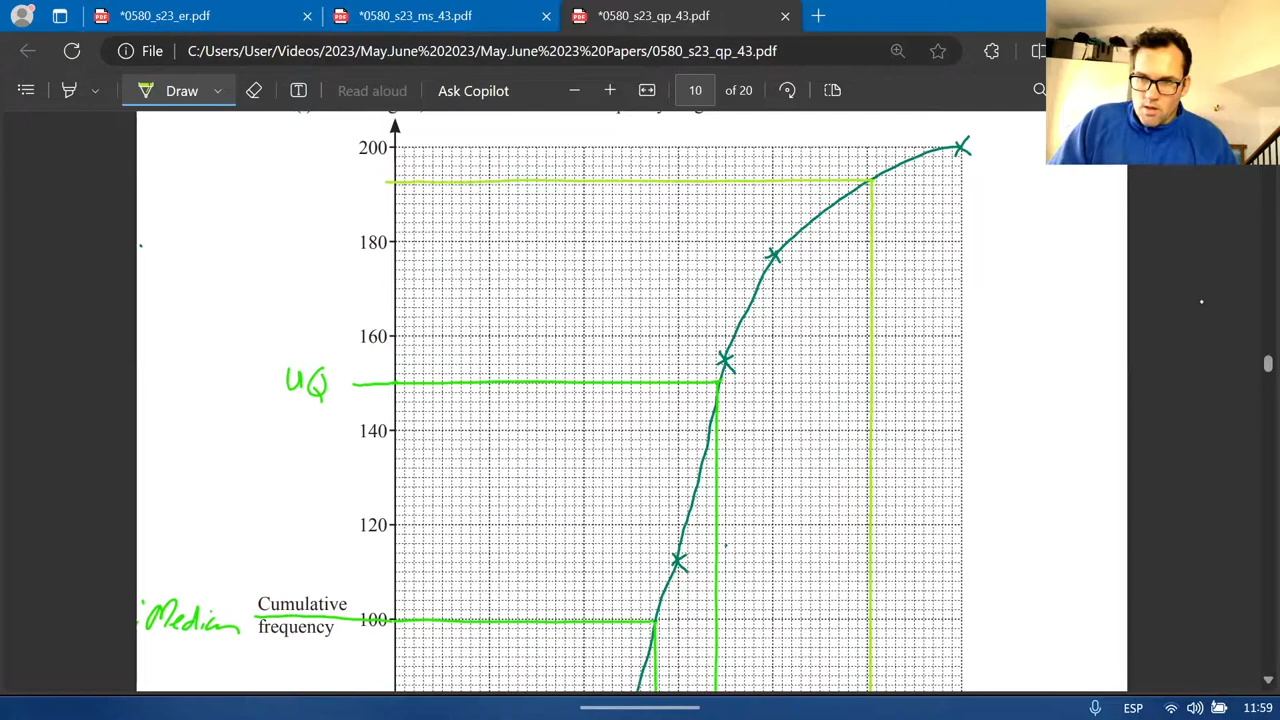 *0580_s23_er.pdf
*0580_s23_ms_43.pdf
*0580_s23_qp_43.pdf
File
C:/Users/User/Videos/2023/May.June%202023/May.June%2023%20Papers/0580_s23_qp_43.pdf
Draw
Read aloud
Ask Copilot
10 of 20
200
180
160
UQ
140
120
Median
Cumulative
frequency
100
ESP
11:59